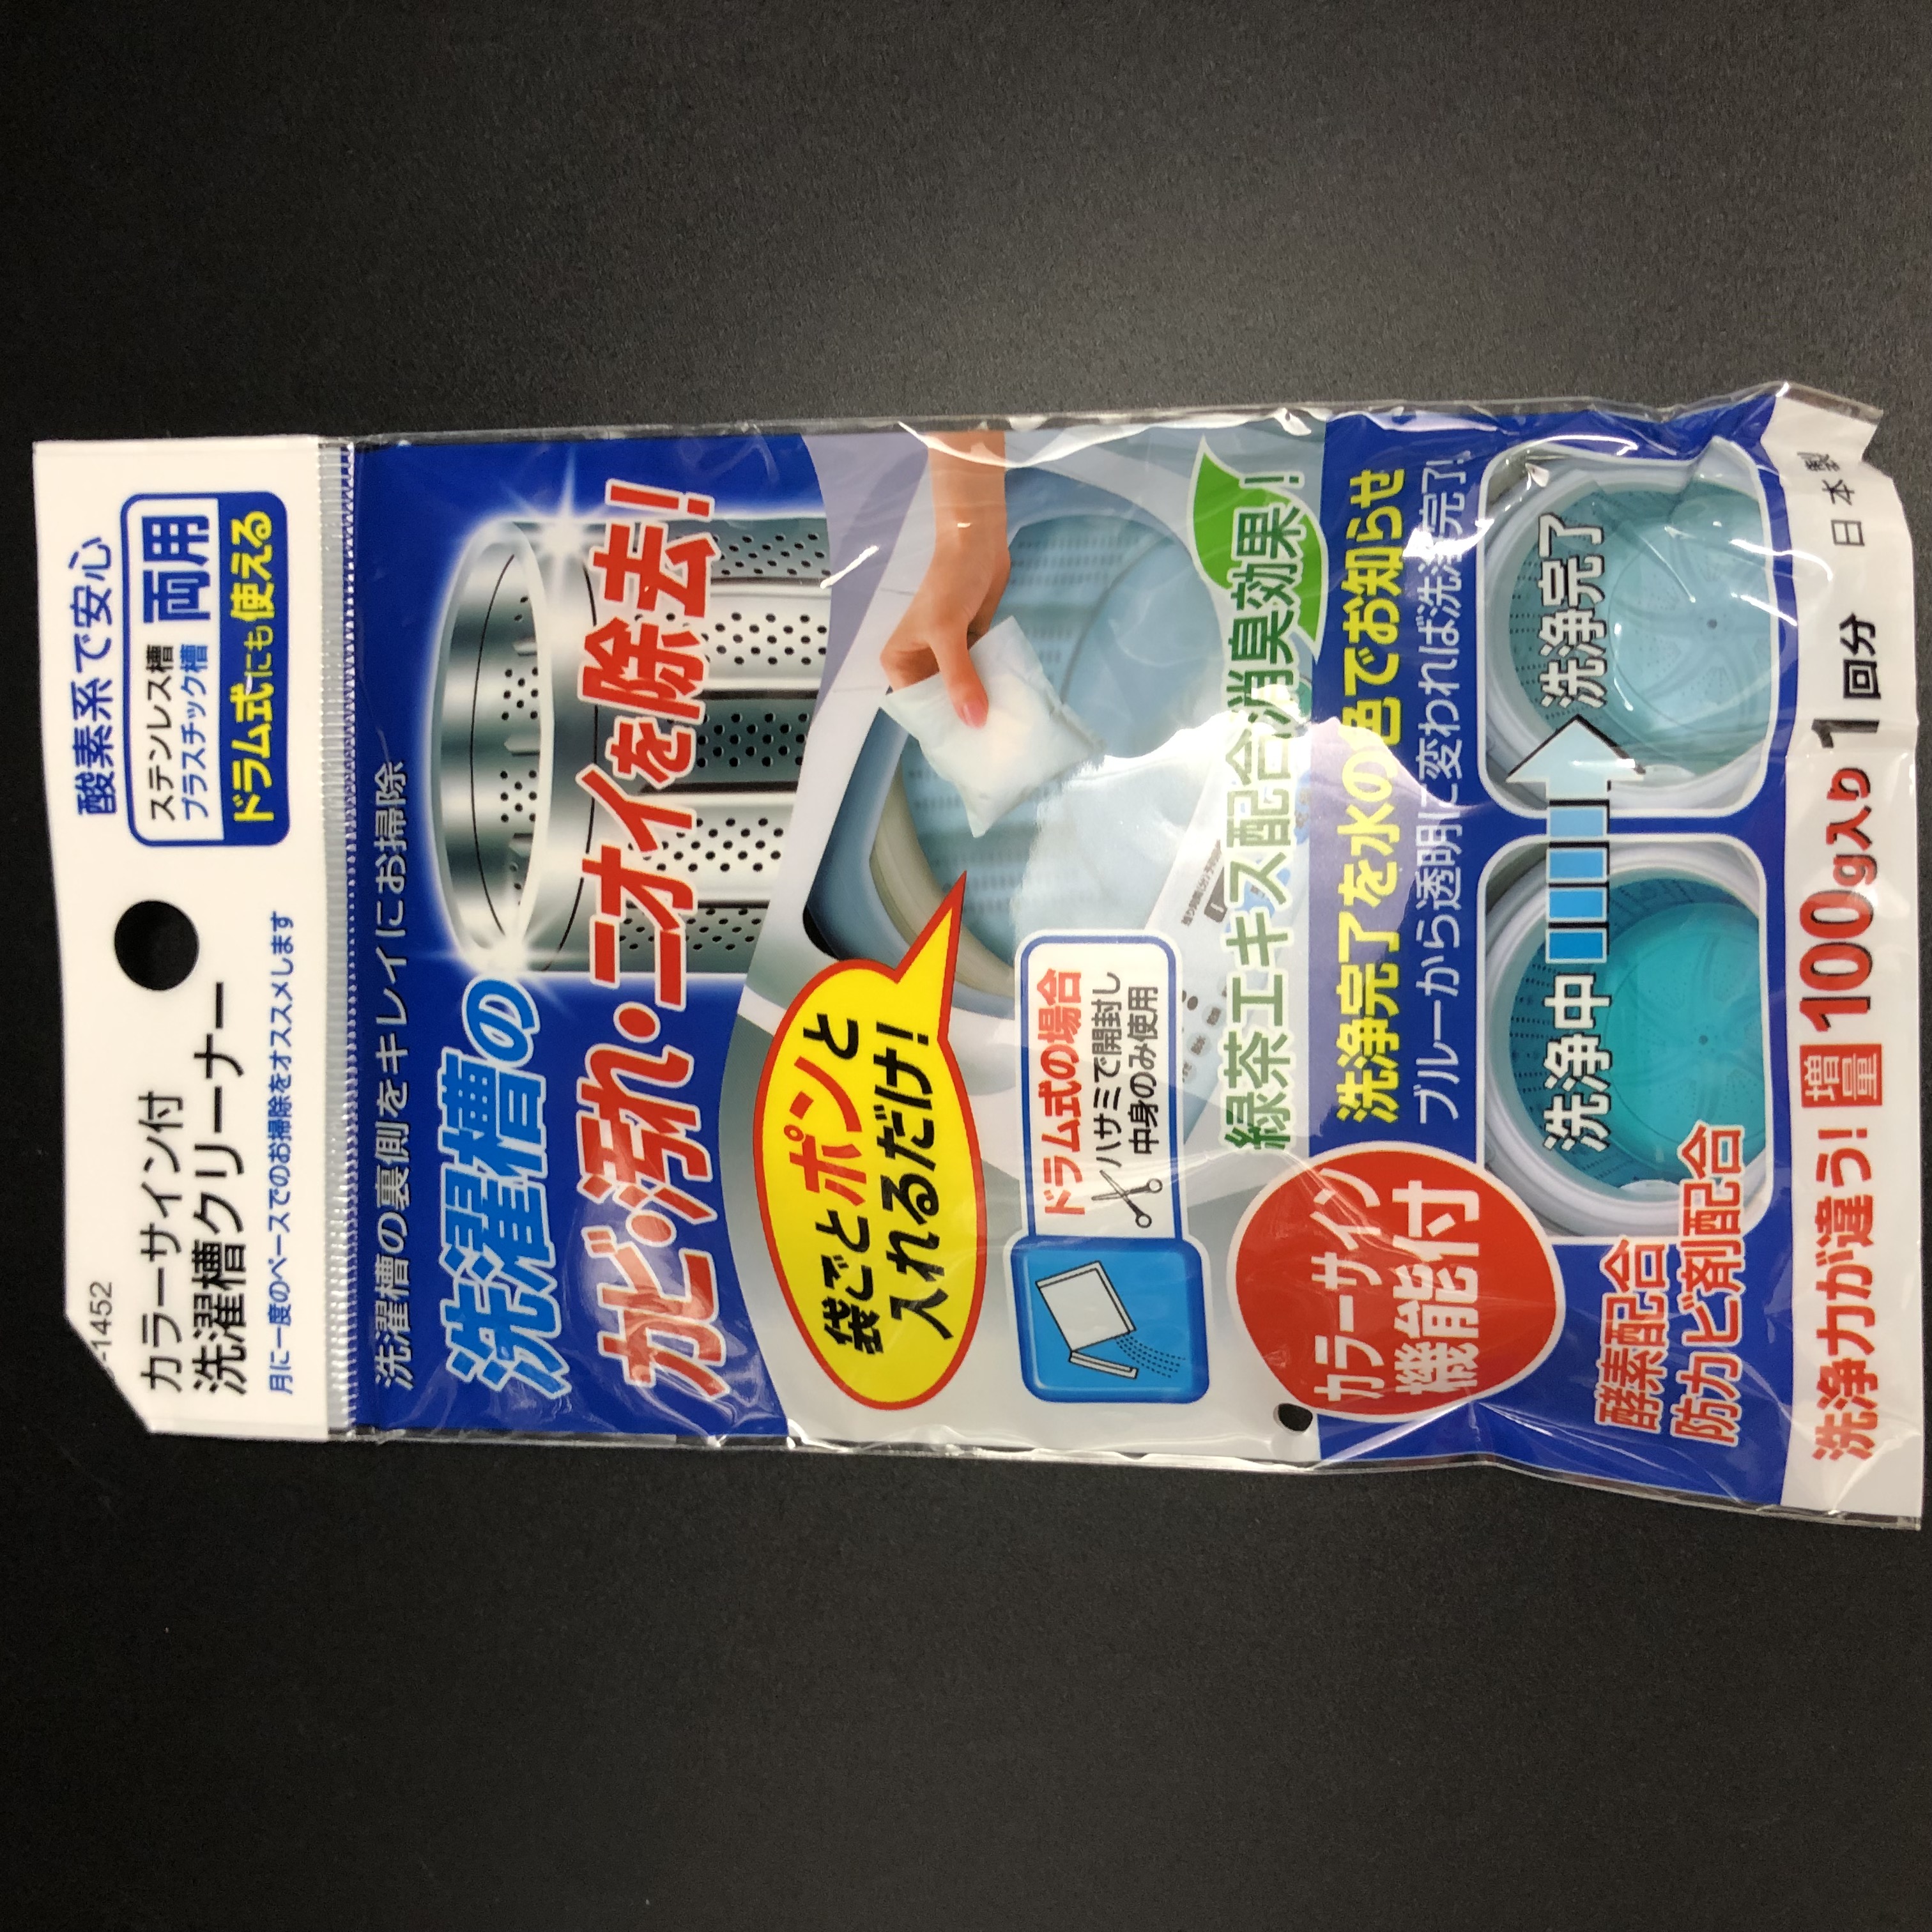 -1452
カラーサイン付
洗濯槽クリーナー
月に一度のペースでのお掃除をオススメします
酸素系で安心
ステンレス槽
プラスチック槽
両用
ドラム式にも使える
洗濯槽の裏側をキレイにお掃除
洗濯槽の
カビ・汚れ・ニオイを除去!
袋ごとポンと
入れるだけ!
ドラム式の場合
ハサミで開封し
中身のみ使用
緑茶エキス配合消臭効果!
カラーサイン
機能付
洗浄完了を水の色でお知らせ
ブルーから透明に変われば洗浄完了!
洗浄中
洗浄完了
酵素配合
防カビ剤配合
洗浄力が違う! 増量 100g入り 1回分
日本製